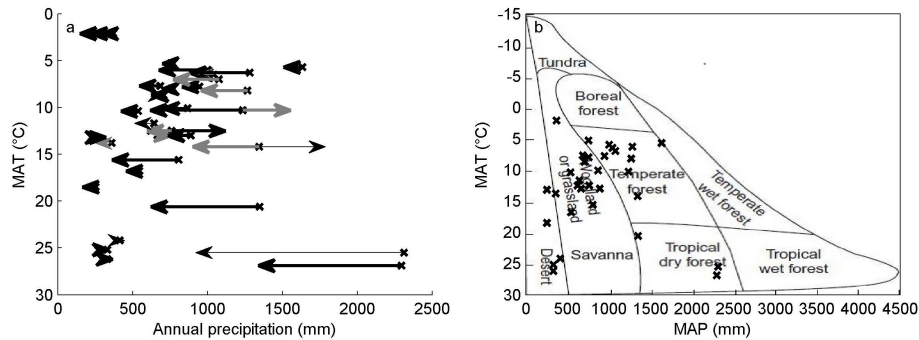 a
0
5
10
15
20
25
30
MAT (°C)
0 500 1000 1500 2000 2500
Annual precipitation (mm)
b
-15
-10
-5
0
5
10
15
20
25
30
MAT (°C)
Tundra
Boreal
forest
Woodland
or grassland
Temperate
forest
Temperate
wet forest
Desert
Savanna
Tropical
dry forest
Tropical
wet forest
0 500 1000 1500 2000 2500 3000 3500 4000 4500
MAP (mm)